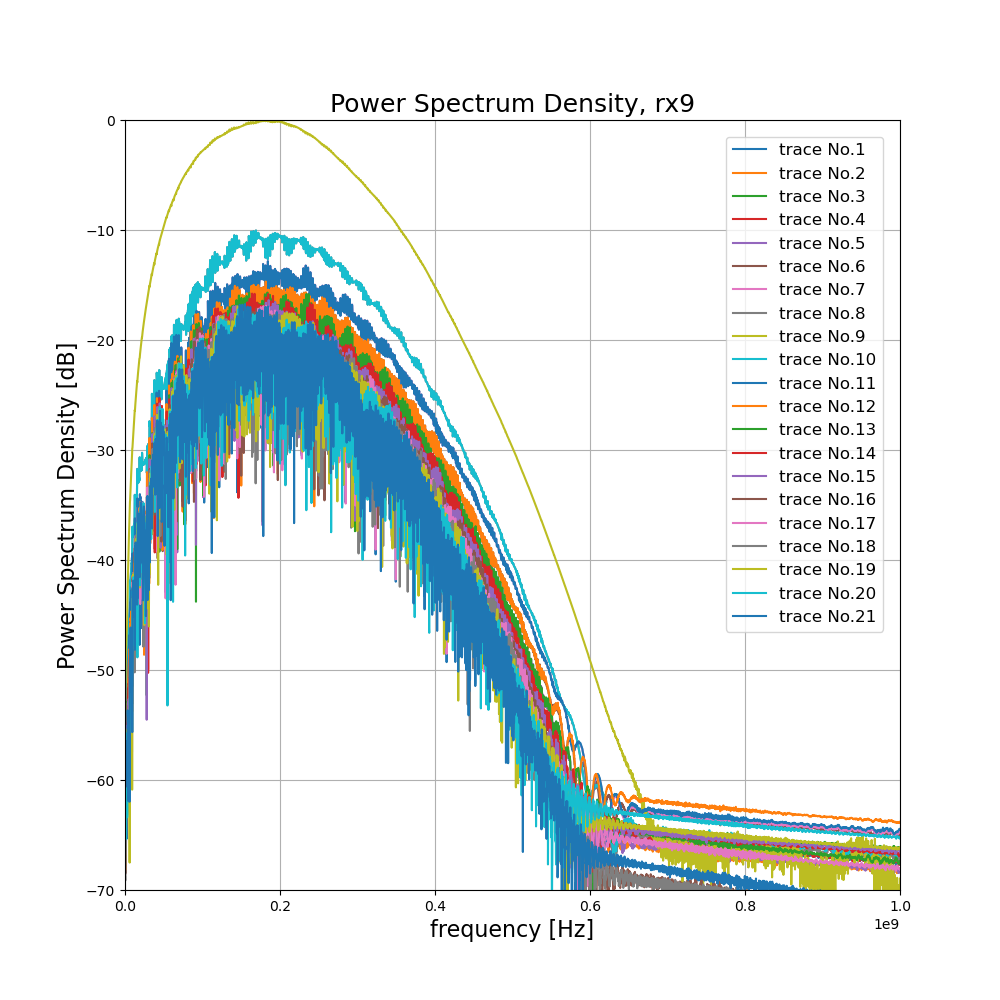 Power Spectrum Density, rx9
Power Spectrum Density [dB]
0
−10
−20
−30
−40
−50
−60
−70
0.0
0.2
0.4
0.6
0.8
1.0
1e9
frequency [Hz]
trace No.1
trace No.2
trace No.3
trace No.4
trace No.5
trace No.6
trace No.7
trace No.8
trace No.9
trace No.10
trace No.11
trace No.12
trace No.13
trace No.14
trace No.15
trace No.16
trace No.17
trace No.18
trace No.19
trace No.20
trace No.21